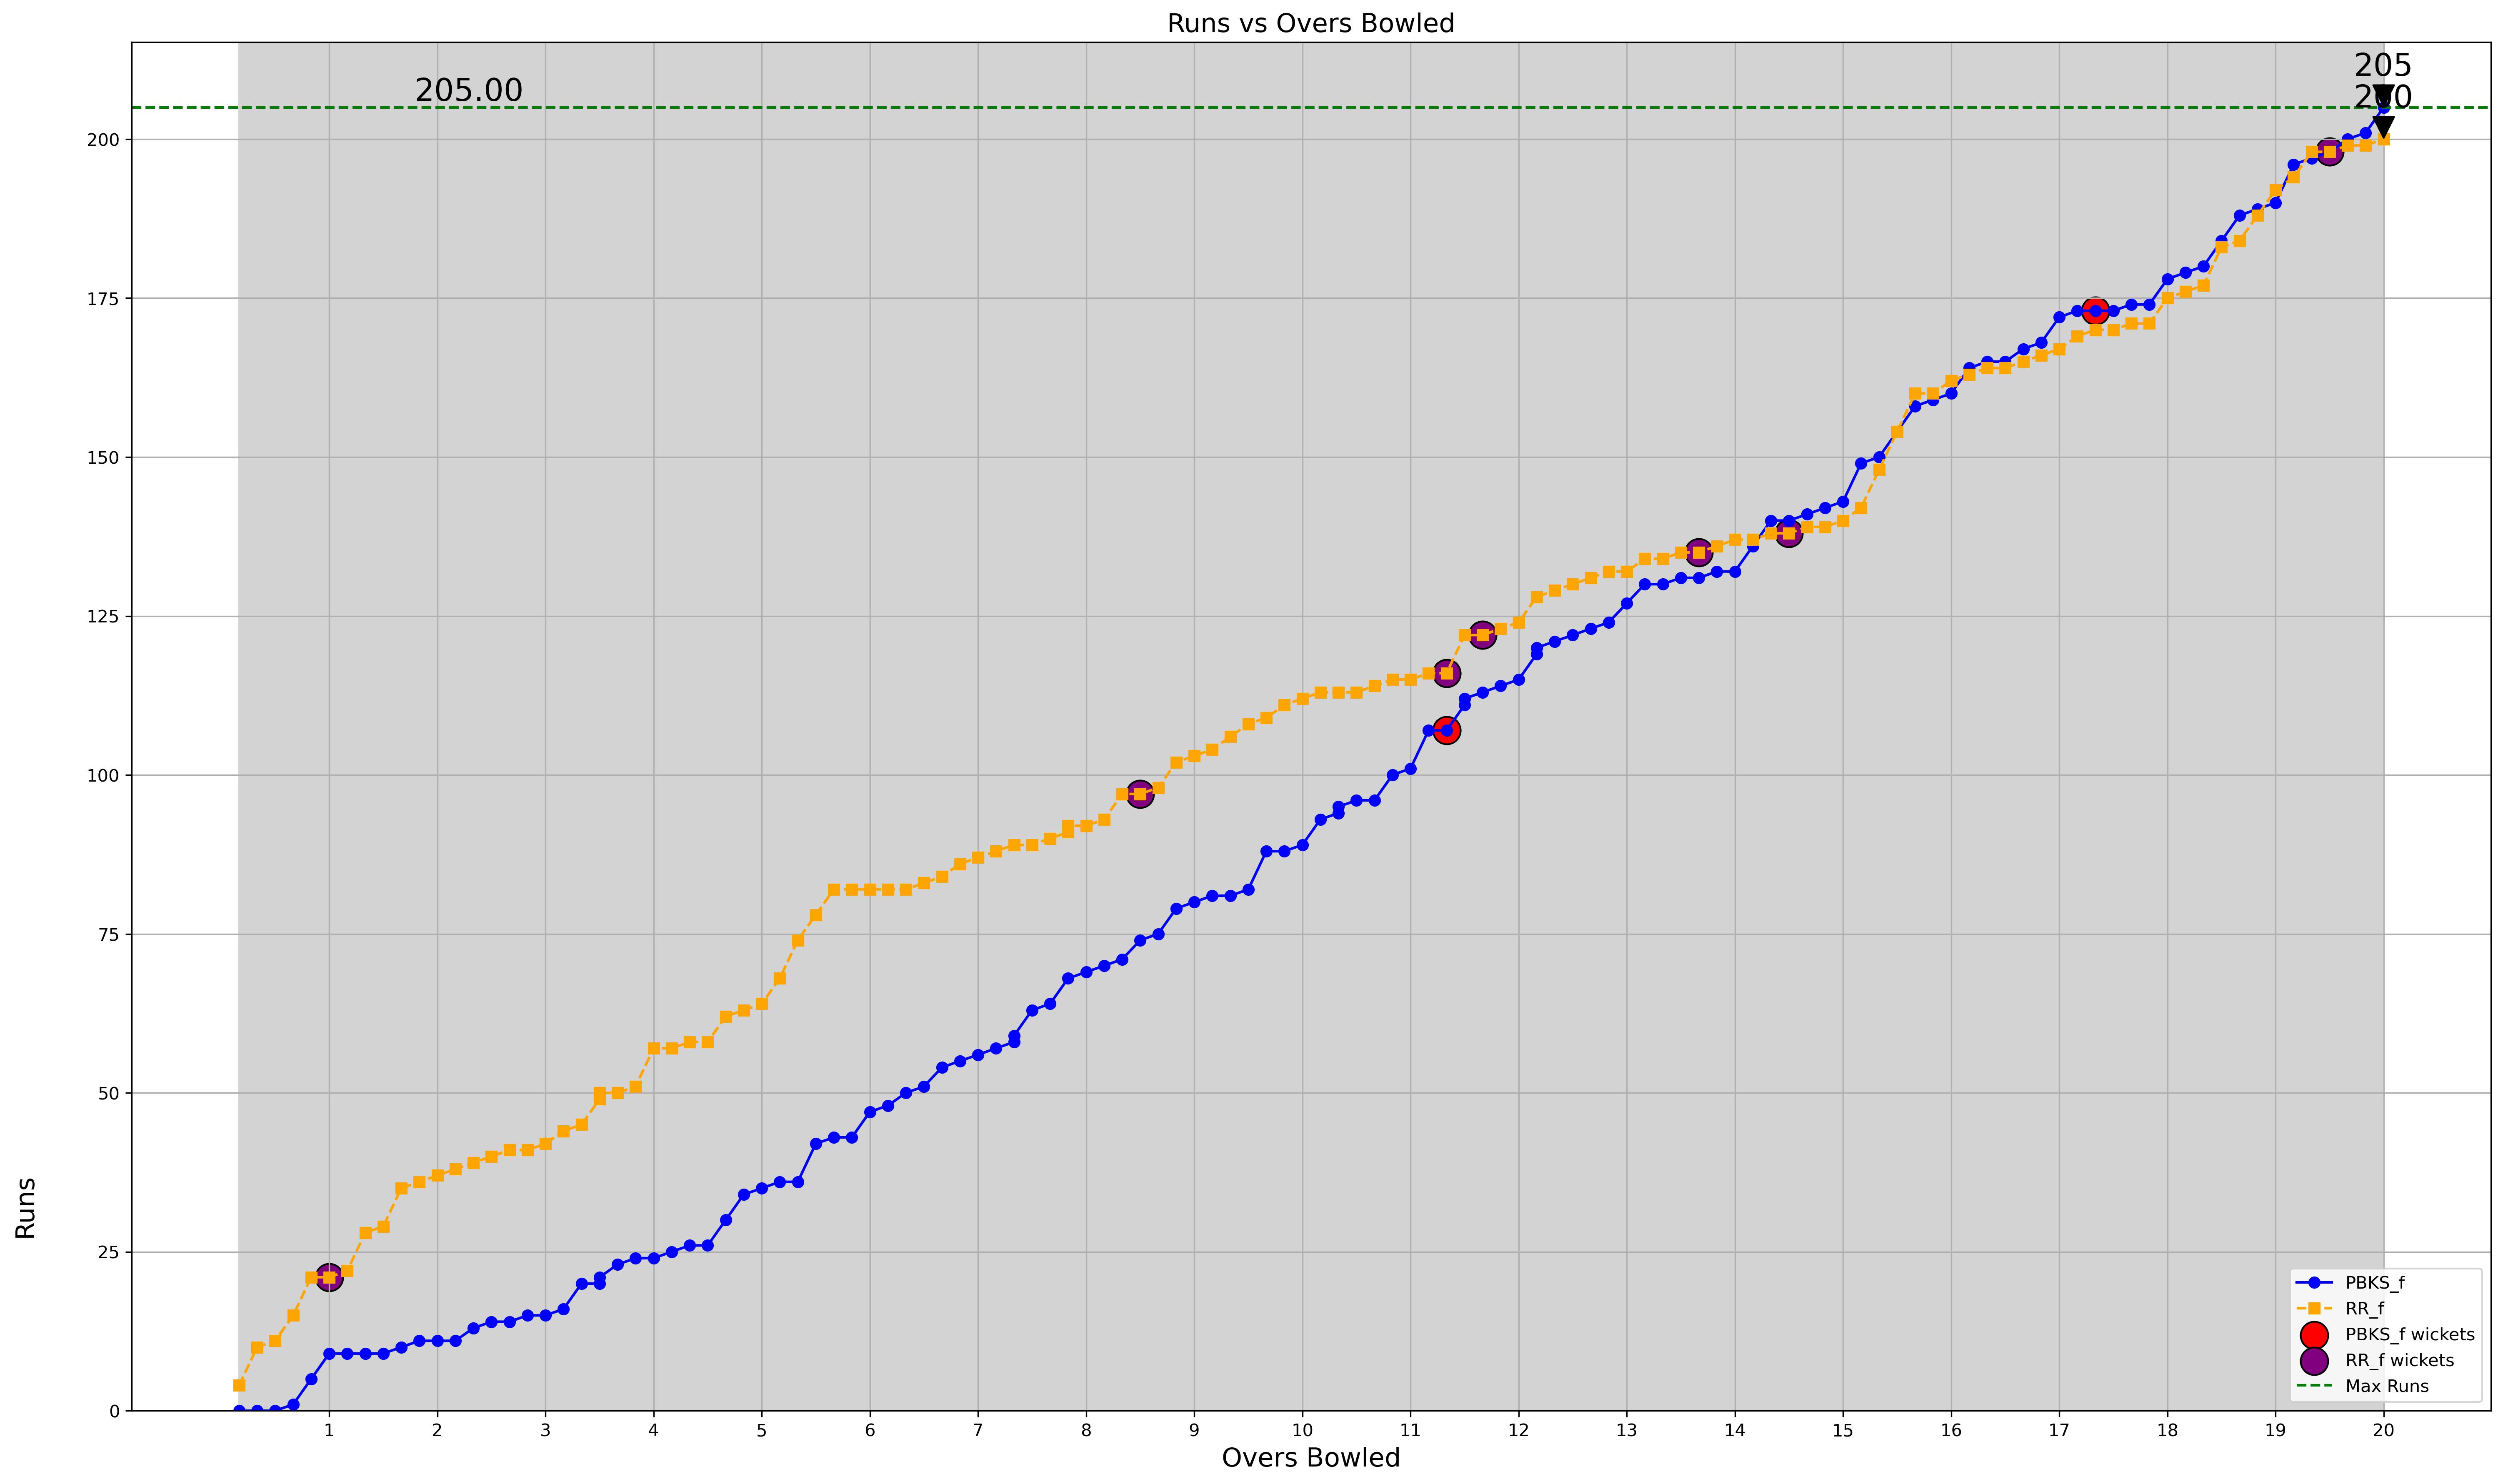 Runs vs Overs Bowled
205
205.00
200
200
175
150
125
100
75
50
25
0
Runs
1 2 3 4 5 6 7 8 9 10 11 12 13 14 15 16 17 18 19 20
Overs Bowled
PBKS_f
RR_f
PBKS_f wickets
RR_f wickets
Max Runs